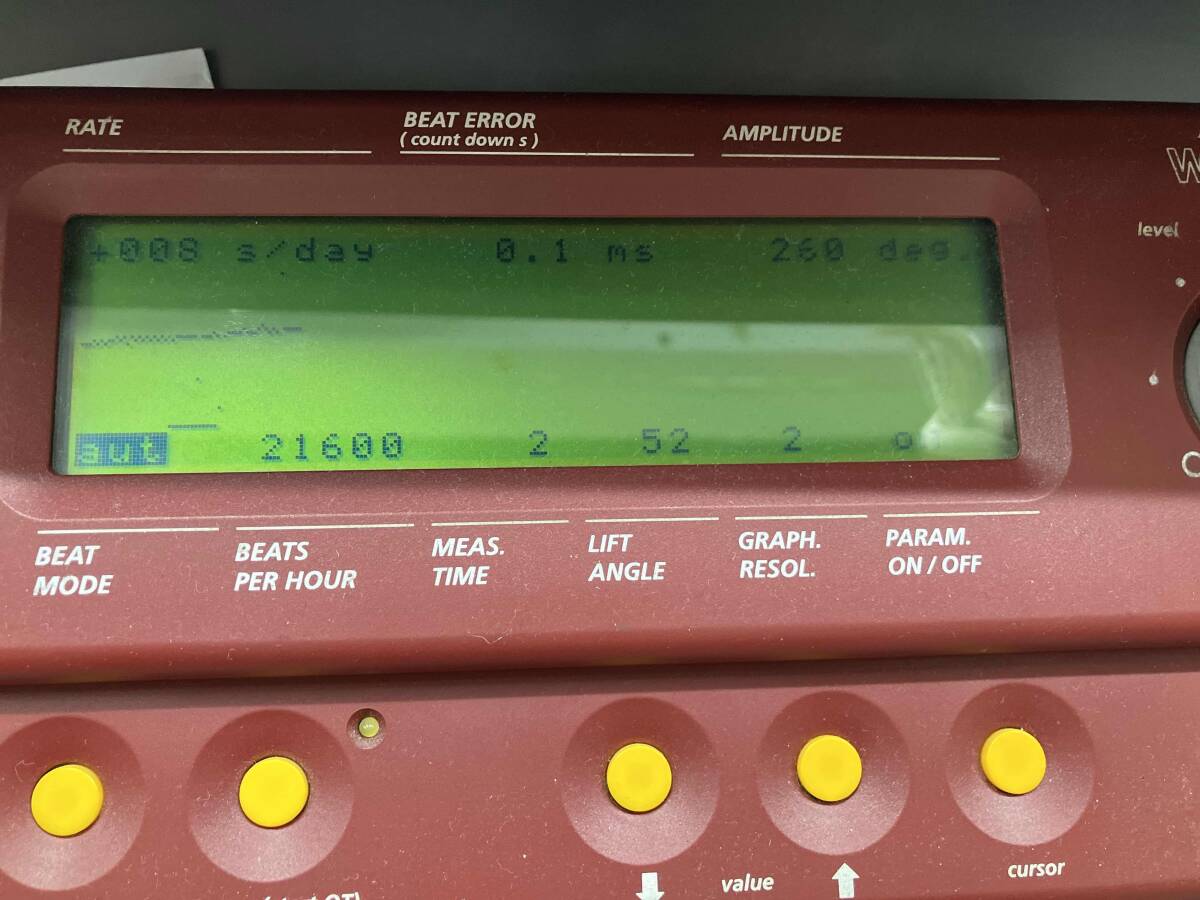 RATE BEAT ERROR AMPLITUDE
( count down s )
W
level
+008 s/day 0.1 ms 260 deg.
aut 21600 2 52 2
BEAT BEATS MEAS. LIFT GRAPH. PARAM.
MODE PER HOUR TIME ANGLE RESOL. ON / OFF
value cursor